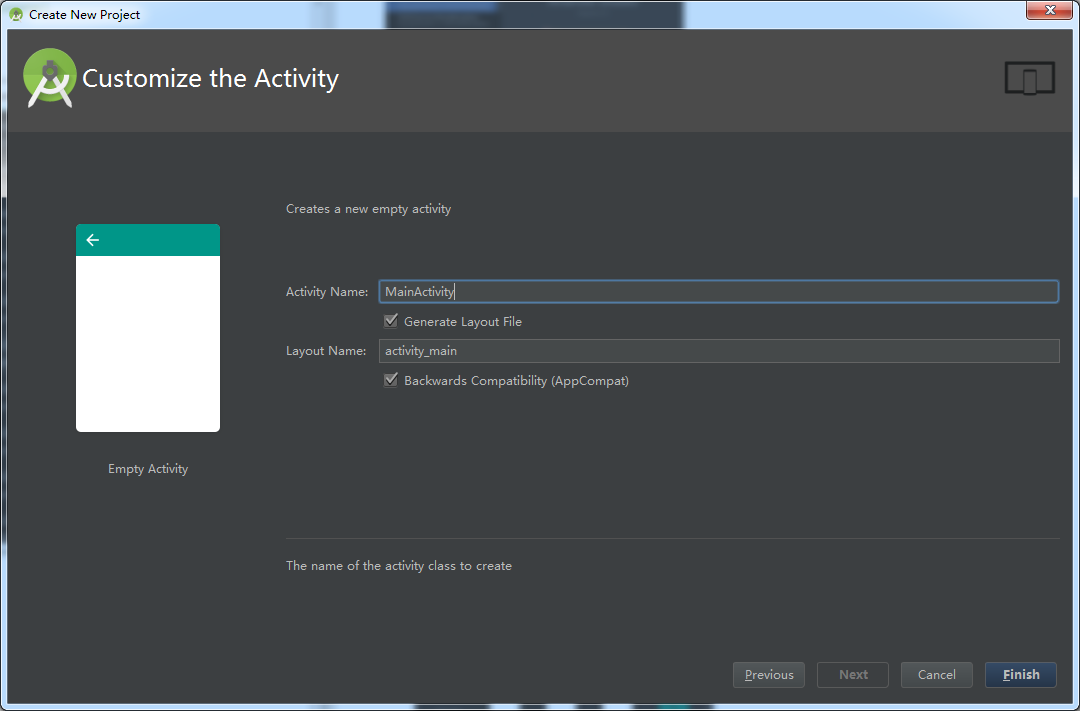 Create New Project
Customize the Activity
Creates a new empty activity
Activity Name: MainActivity
Generate Layout File
Layout Name: activity_main
Backwards Compatibility (AppCompat)
Empty Activity
The name of the activity class to create
Previous Next Cancel Finish